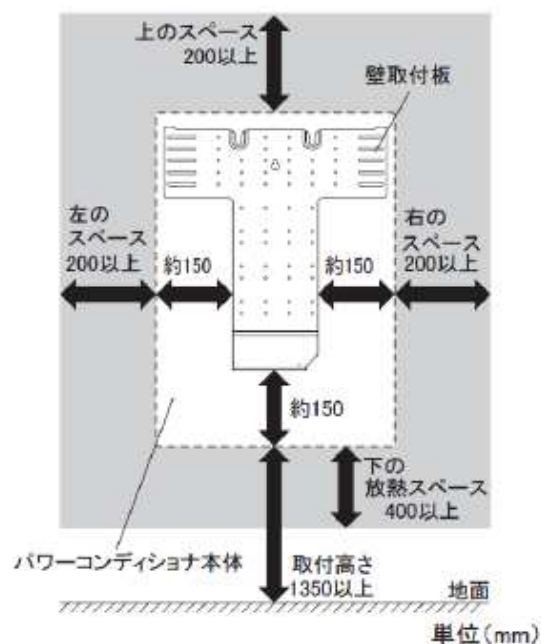 上のスペース
200以上
壁取付板
左の
スペース
200以上
約150
約150
右の
スペース
200以上
約150
下の
放熱スペース
400以上
パワーコンディショナ本体
取付高さ
1350以上
地面
単位(mm)